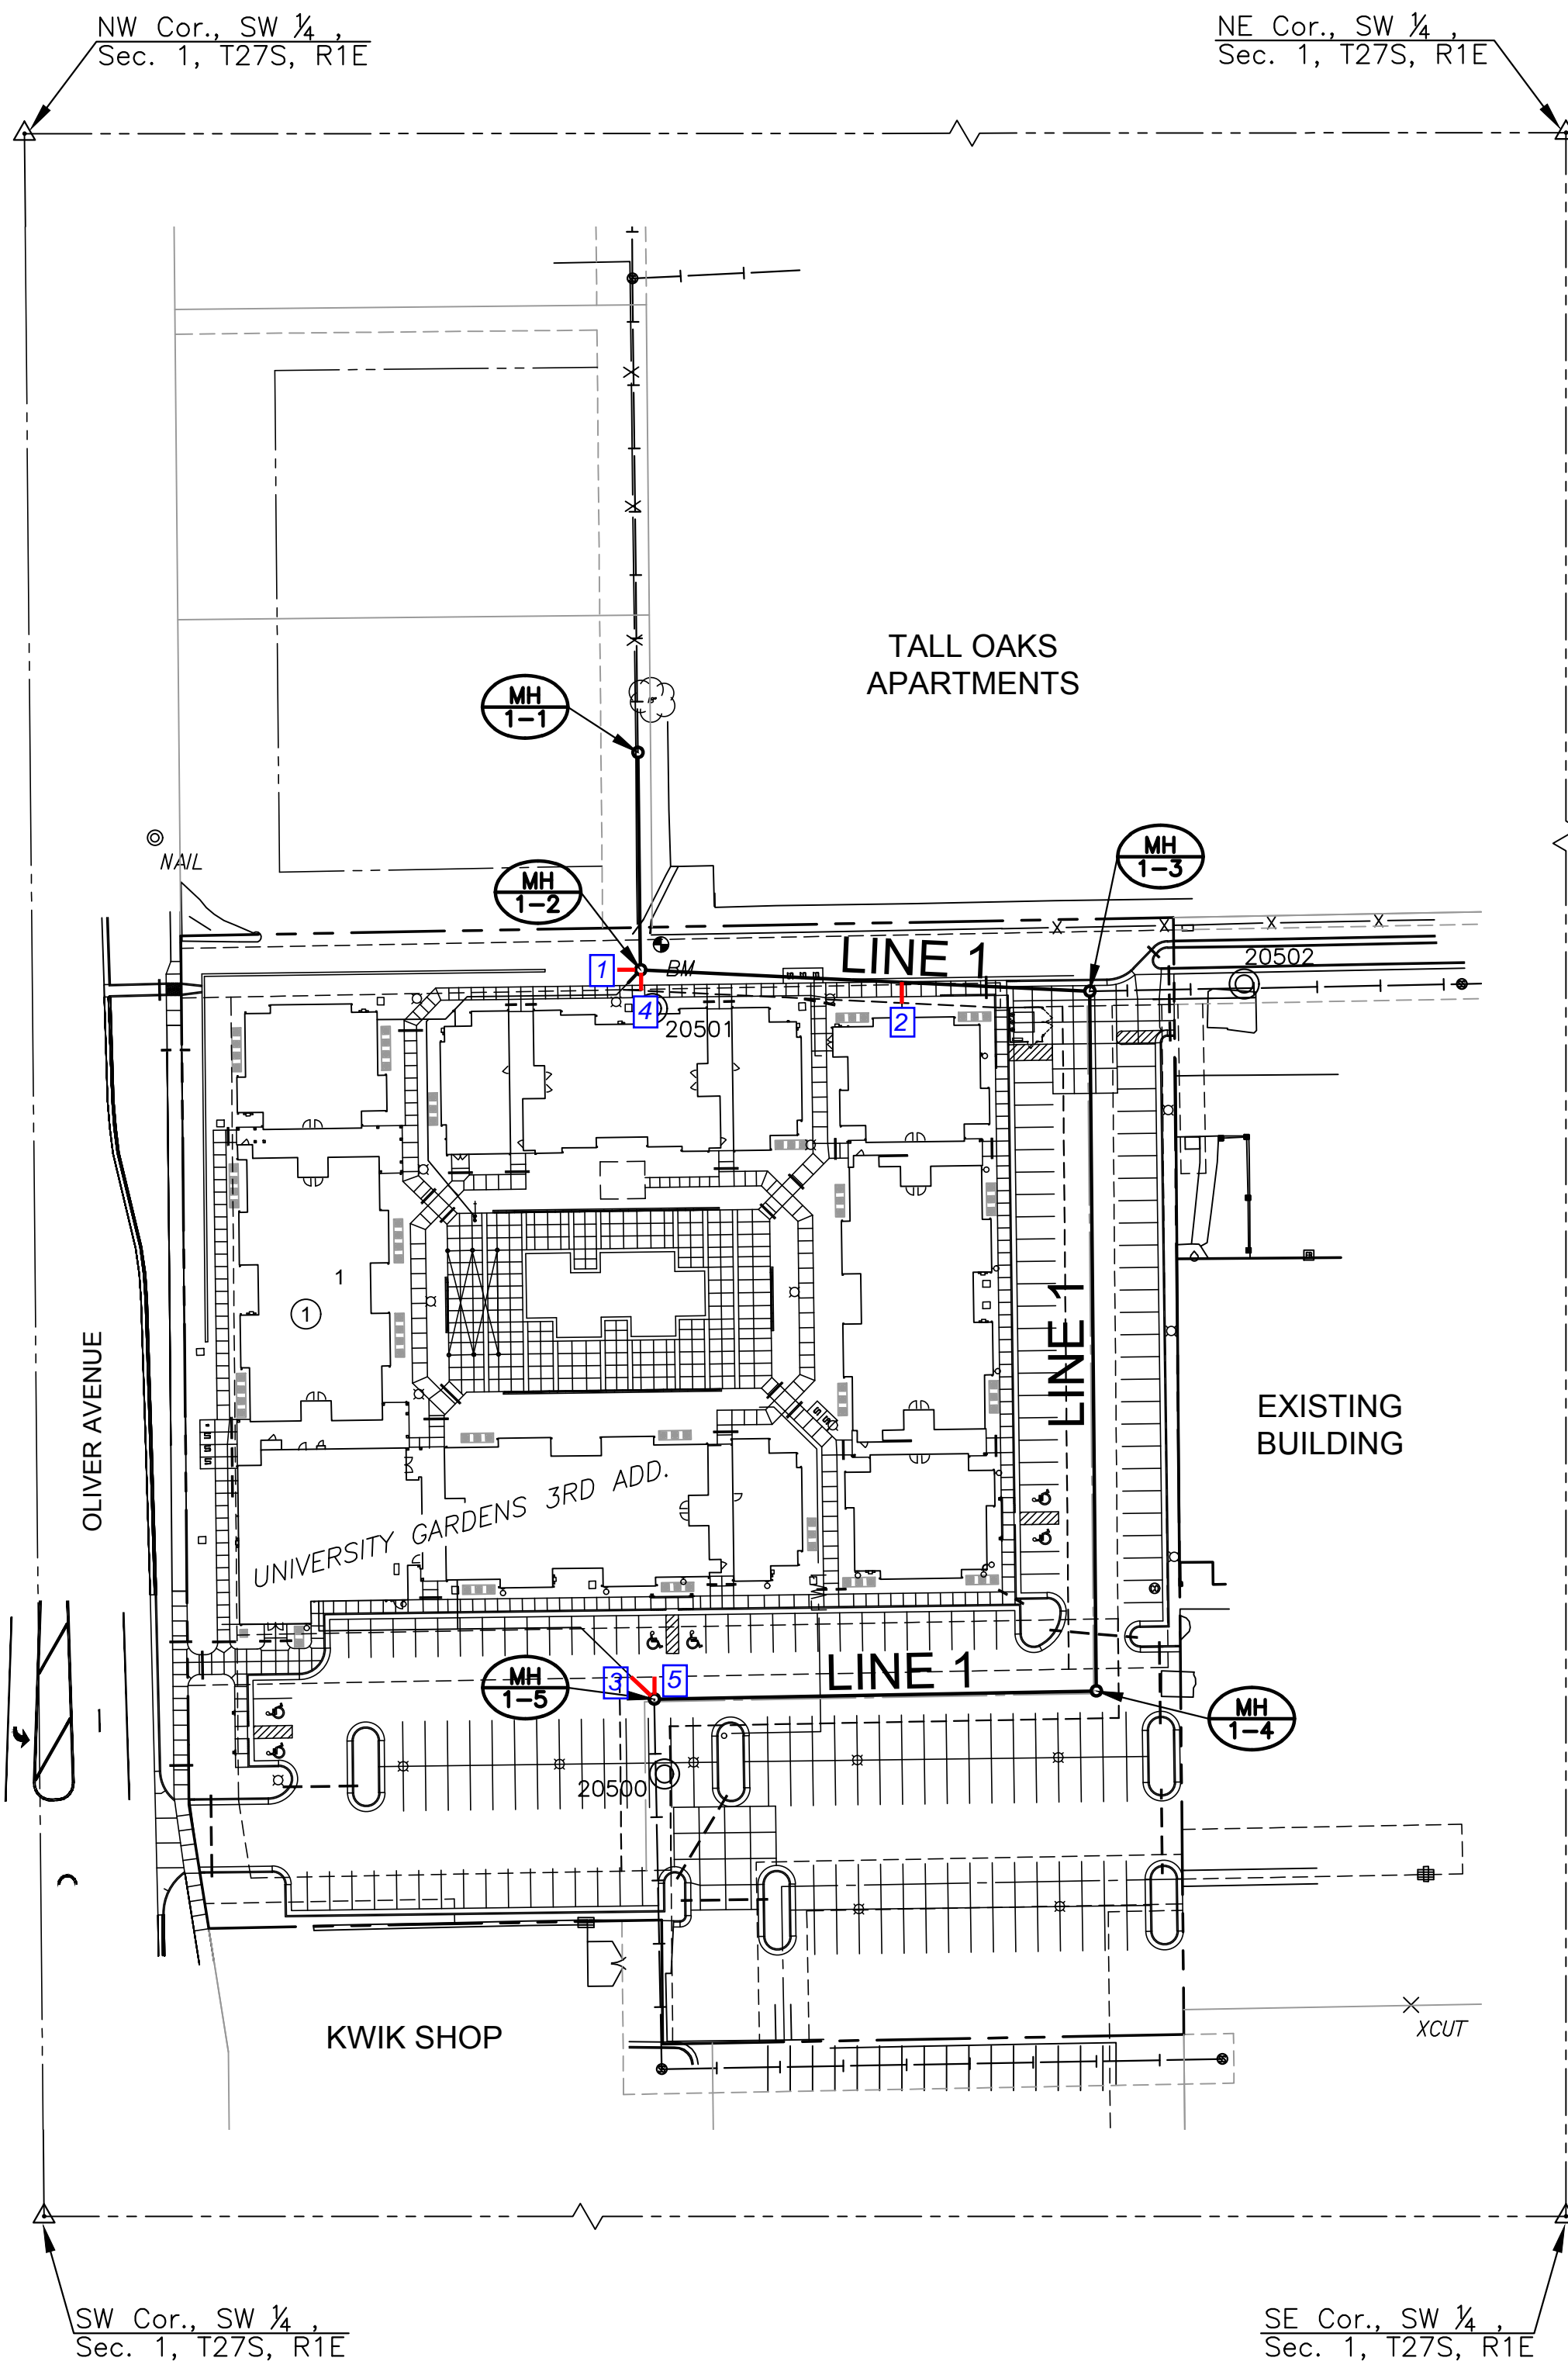 NW Cor., SW ¼ ,
Sec. 1, T27S, R1E
NE Cor., SW ¼ ,
Sec. 1, T27S, R1E
TALL OAKS
APARTMENTS
MH
1-1
NAIL
MH
1-2
MH
1-3
1
BM
LINE 1
20502
4
20501
2
1
1
LINE 1
OLIVER AVENUE
EXISTING
BUILDING
UNIVERSITY GARDENS 3RD ADD.
MH
1-5
3
5
LINE 1
MH
1-4
20500
KWIK SHOP
XCUT
SW Cor., SW ¼ ,
Sec. 1, T27S, R1E
SE Cor., SW ¼ ,
Sec. 1, T27S, R1E